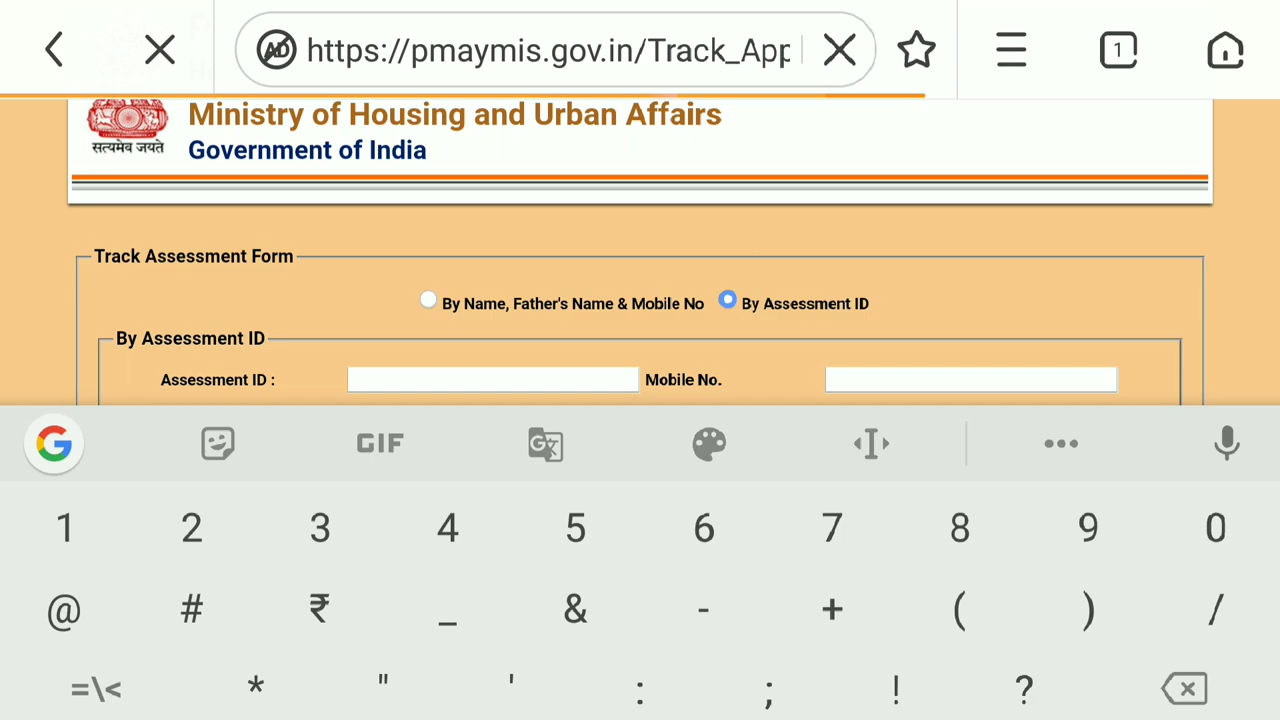 https://pmaymis.gov.in/Track_App
1
Ministry of Housing and Urban Affairs
सत्यमेव जयते
Government of India
Track Assessment Form
By Name, Father's Name & Mobile No By Assessment ID
By Assessment ID
Assessment ID : Mobile No.
GIF
1 2 3 4 5 6 7 8 9 0
@ # ₹ _ & - + ( ) /
=\< * " ' : ; ! ?